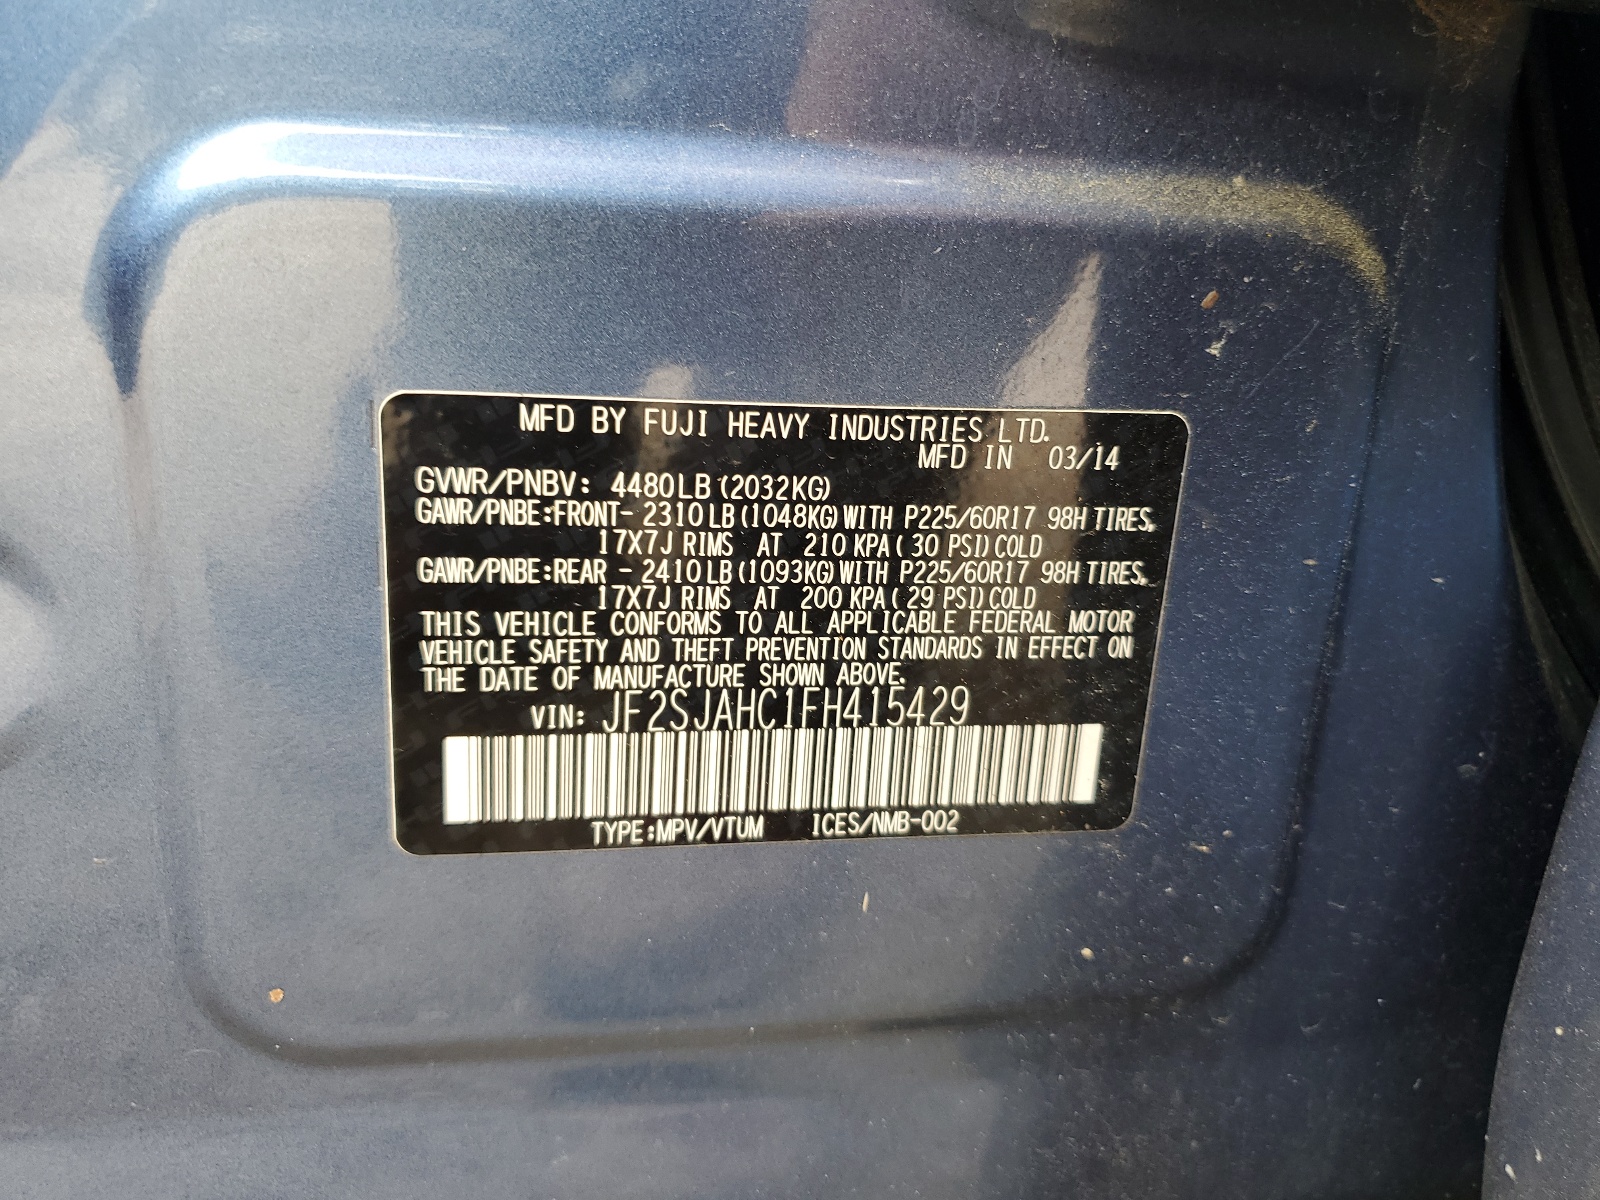 MFD BY FUJI HEAVY INDUSTRIES LTD.
MFD IN 03/14
GVWR/PNBV: 4480LB (2032KG)
GAWR/PNBE:FRONT- 2310LB (1048KG) WITH P225/60R17 98H TIRES,
17X7J RIMS AT 210 KPA( 30 PSI) COLD
GAWR/PNBE:REAR - 2410LB (1093KG) WITH P225/60R17 98H TIRES,
17X7J RIMS AT 200 KPA( 29 PSI) COLD
THIS VEHICLE CONFORMS TO ALL APPLICABLE FEDERAL MOTOR
VEHICLE SAFETY AND THEFT PREVENTION STANDARDS IN EFFECT ON
THE DATE OF MANUFACTURE SHOWN ABOVE.
VIN: JF2SJAHC1FH415429
TYPE:MPV/VTUM ICES/NMB-002